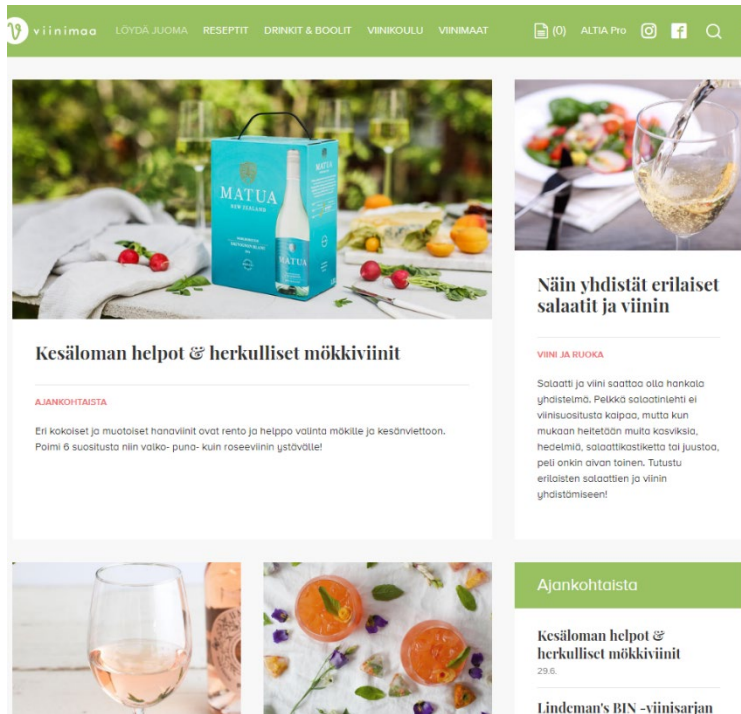 viinimaa LÖYDÄ JUOMA RESEPTIT DRINKIT & BOOLIT VIINIKOULU VIINIMAAT (0) ALTIA Pro
MATUA
NEW ZEALAND
SAUVIGNON BLANC
MATUA
MATUA
Kesäloman helpot & herkulliset mökkiviinit
AJANKOHTAISTA
Eri kokoiset ja muotoiset hanaviinit ovat rento ja helppo valinta mökille ja kesänviettoon.
Poimi 6 suositusta niin valko- puna- kuin roseeviinin ystävälle!
Näin yhdistät erilaiset
salaatit ja viinin
VIINI JA RUOKA
Salaatti ja viini saattaa olla hankala
yhdistelmä. Pelkkä salaatinlehti ei
viinisuositusta kaipaa, mutta kun
mukaan heitetään muita kasviksia,
hedelmiä, salaattikastiketta tai juustoa,
peli onkin aivan toinen. Tutustu
erilaisten salaattien ja viinin
yhdistämiseen!
Ajankohtaista
Kesäloman helpot &
herkulliset mökkiviinit
29.6.
Lindeman's BIN -viinisarjan